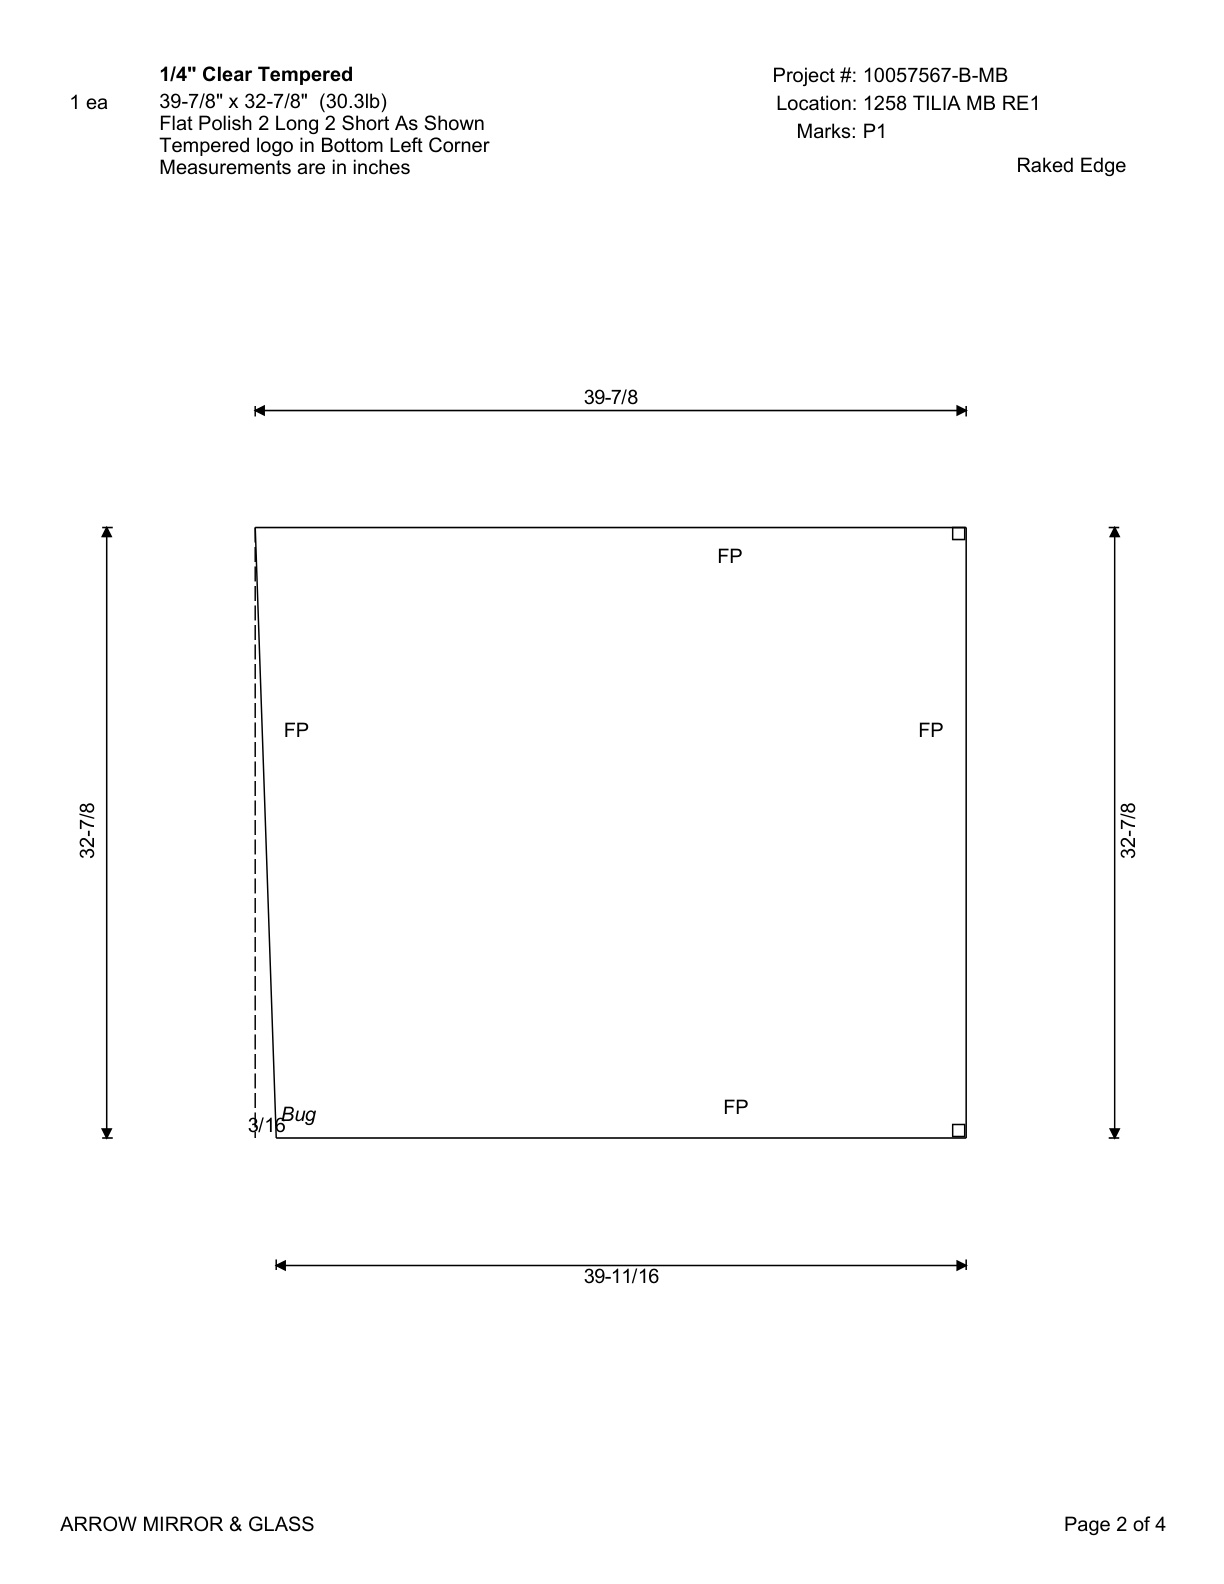 1/4" Clear Tempered
1 ea
39-7/8" x 32-7/8" (30.3lb)
Flat Polish 2 Long 2 Short As Shown
Tempered logo in Bottom Left Corner
Measurements are in inches
Project #: 10057567-B-MB
Location: 1258 TILIA MB RE1
Marks: P1
Raked Edge
39-7/8
FP
FP
FP
32-7/8
32-7/8
FP
Bug
3/16
39-11/16
ARROW MIRROR & GLASS
Page 2 of 4